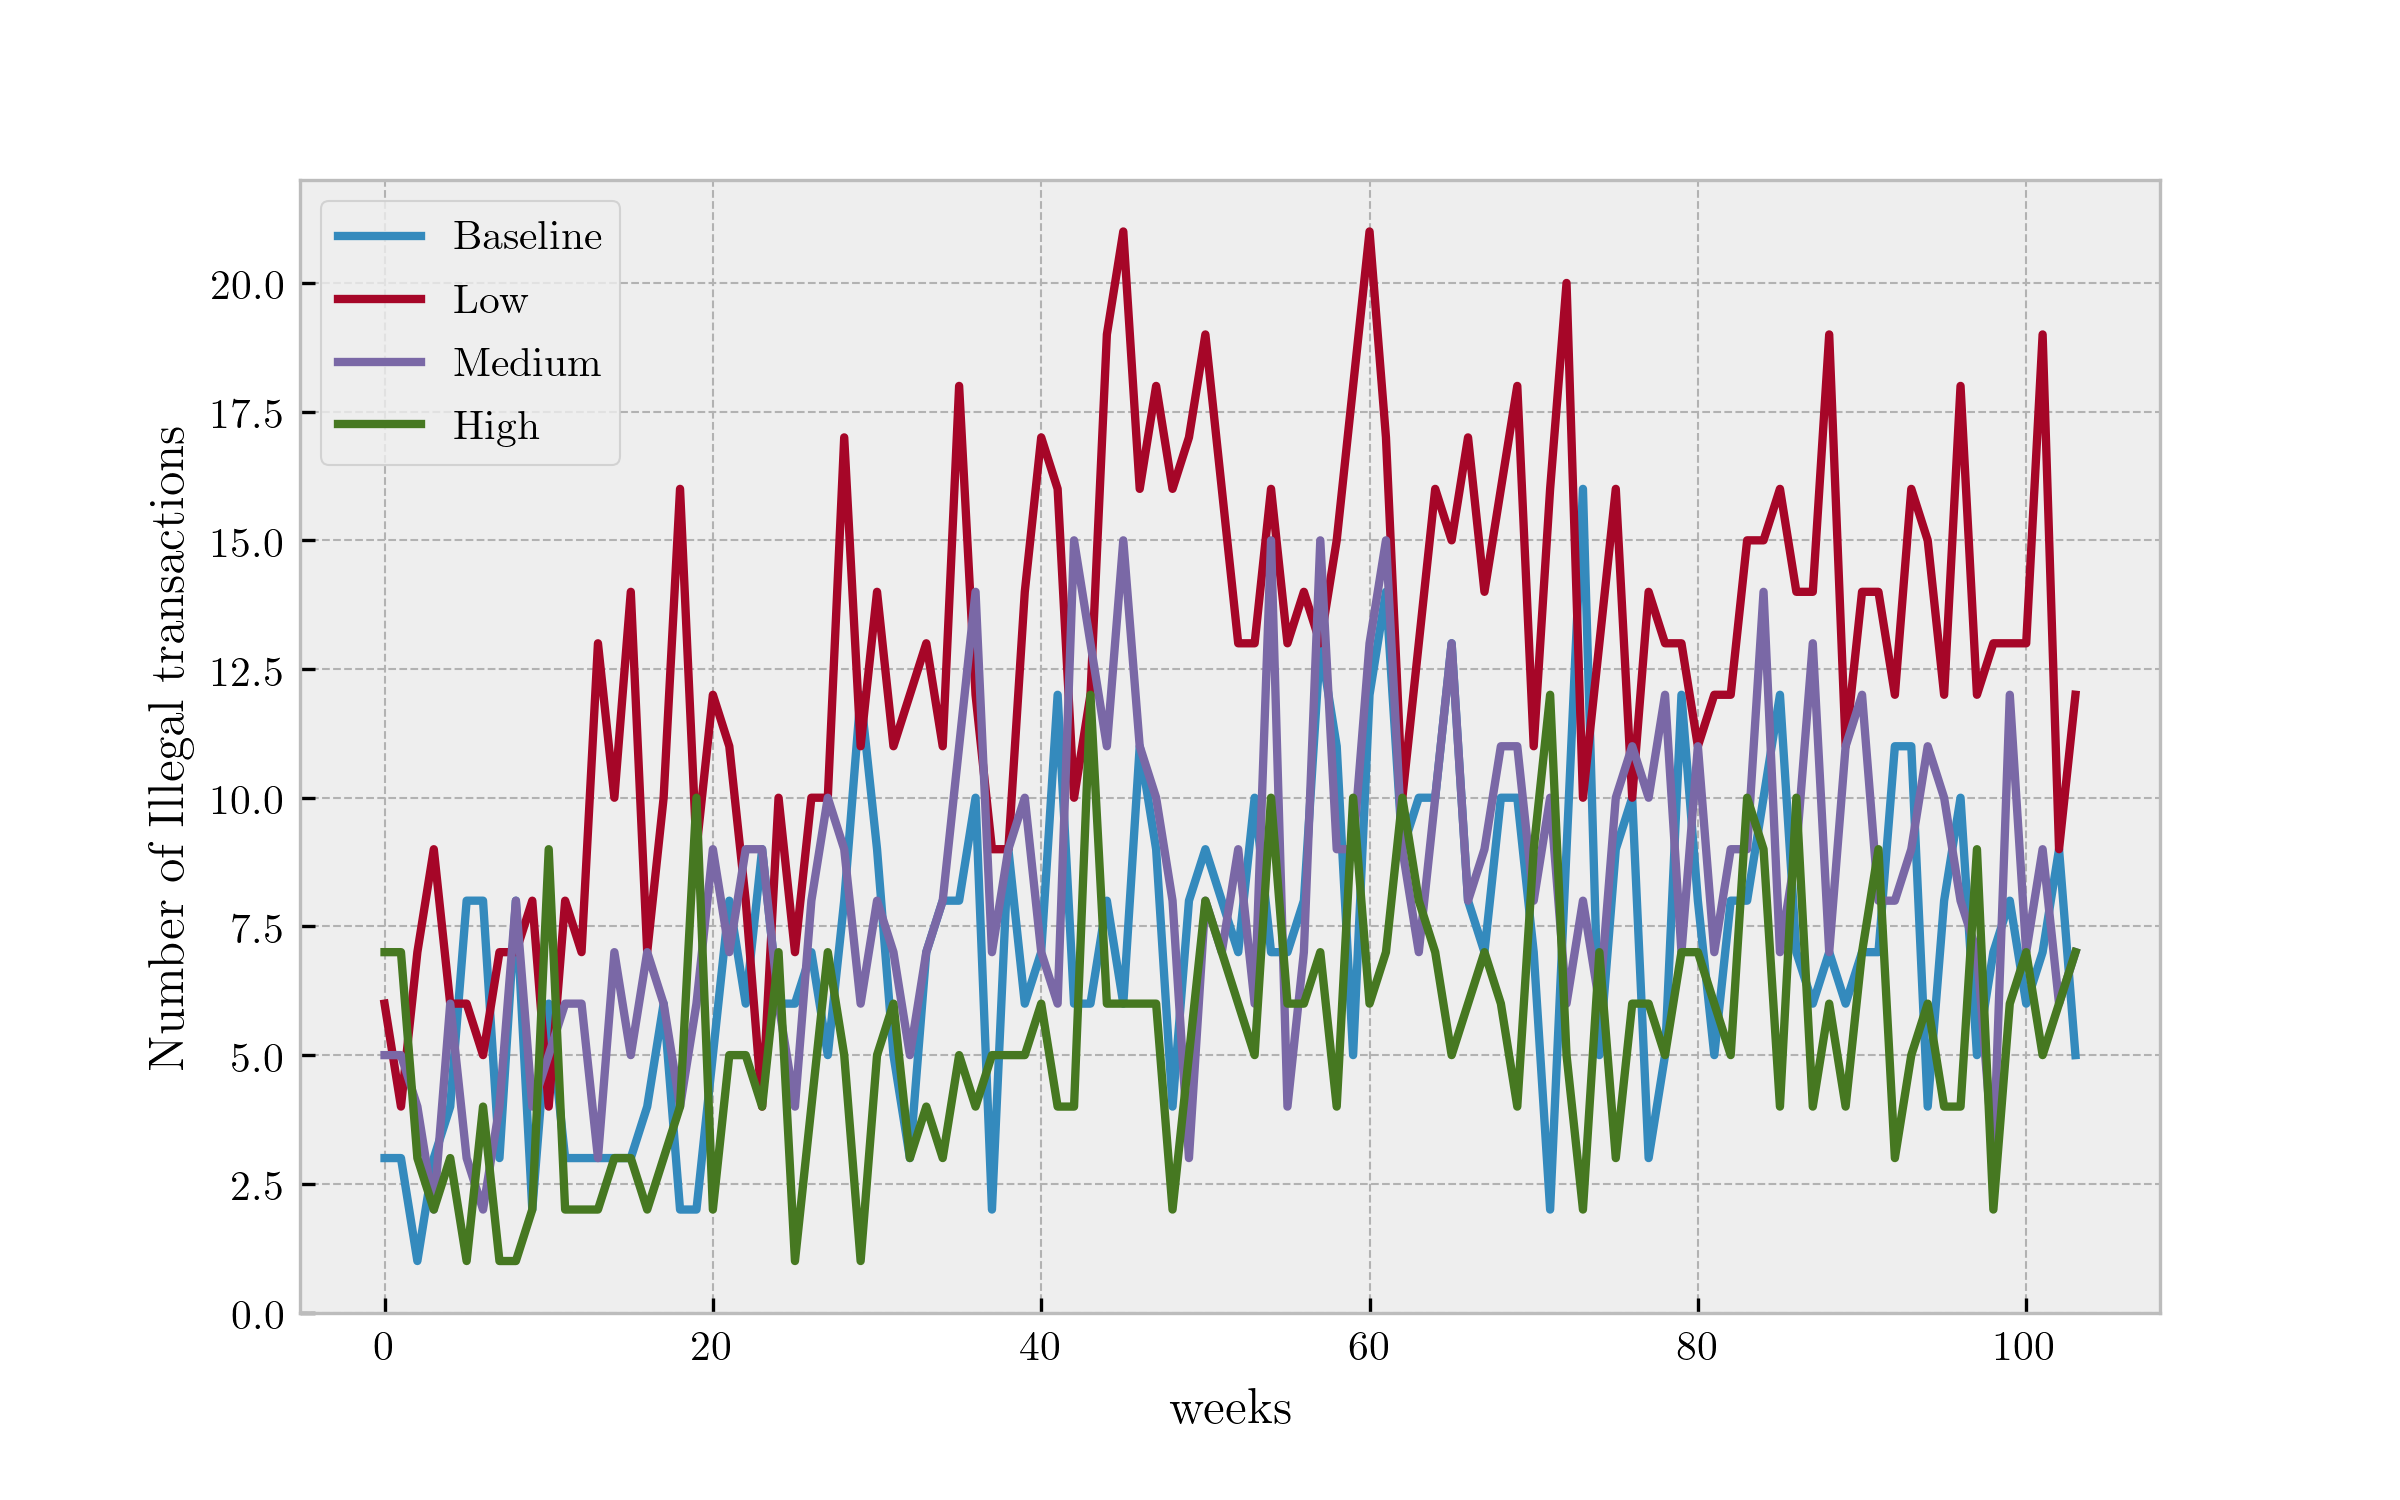 Baseline
Low
Medium
High
Number of Illegal transactions
20.0
17.5
15.0
12.5
10.0
7.5
5.0
2.5
0.0
0 20 40 60 80 100
weeks